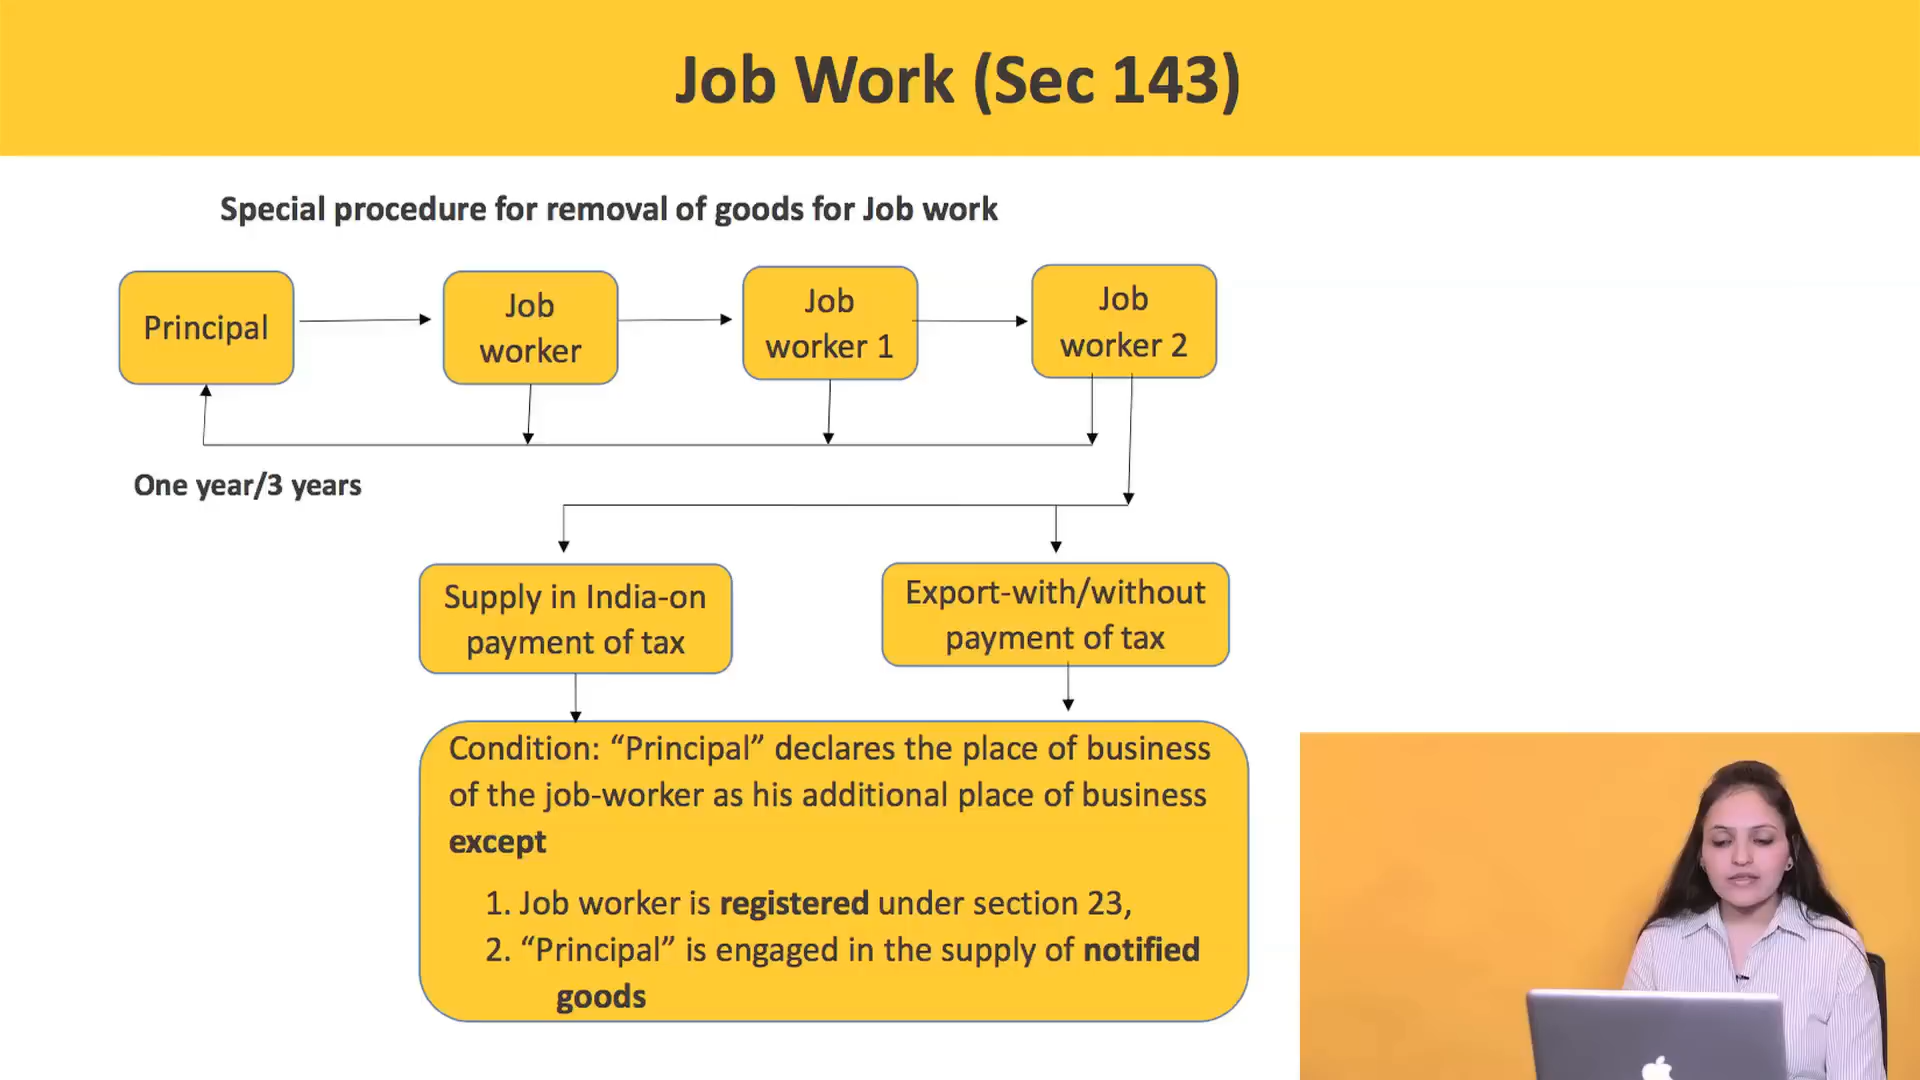 Job Work (Sec 143)
Special procedure for removal of goods for Job work
Principal
Job
worker
Job
worker 1
Job
worker 2
One year/3 years
Supply in India-on
payment of tax
Export-with/without
payment of tax
Condition: “Principal” declares the place of business
of the job-worker as his additional place of business
except
1. Job worker is registered under section 23,
2. “Principal” is engaged in the supply of notified
goods